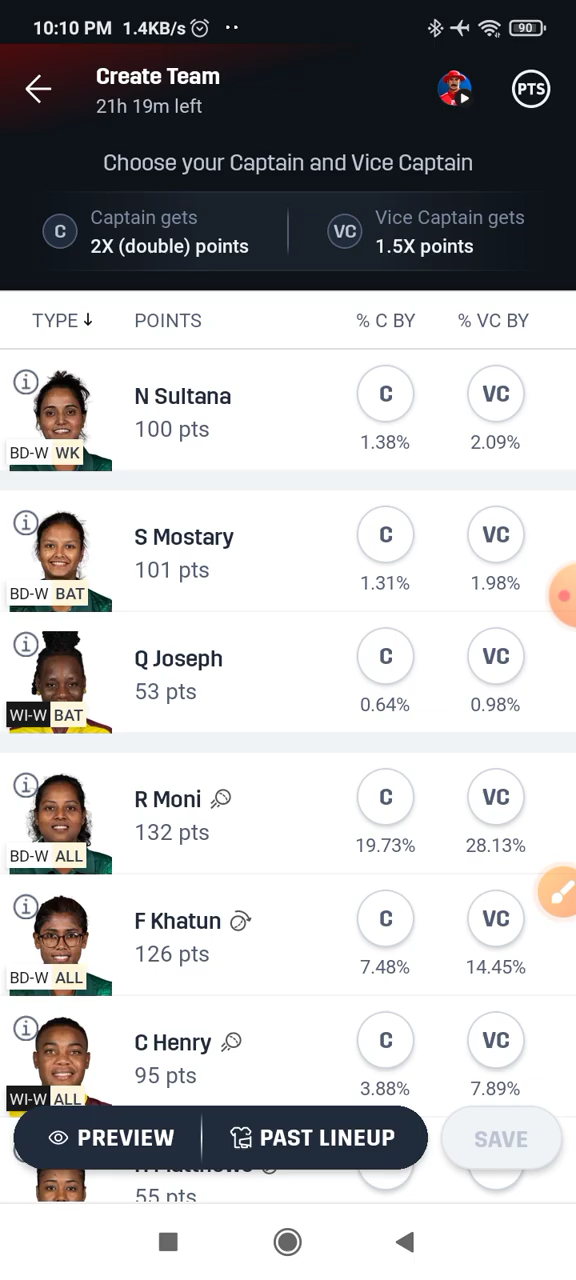 10:10 PM 1.4KB/s
90
Create Team
21h 19m left
PTS
Choose your Captain and Vice Captain
C
Captain gets
2X (double) points
VC
Vice Captain gets
1.5X points
TYPE↓ POINTS % C BY % VC BY
N Sultana
100 pts
BD-W WK
C VC
1.38% 2.09%
S Mostary
101 pts
BD-W BAT
C VC
1.31% 1.98%
Q Joseph
53 pts
WI-W BAT
C VC
0.64% 0.98%
R Moni
132 pts
BD-W ALL
C VC
19.73% 28.13%
F Khatun
126 pts
BD-W ALL
C VC
7.48% 14.45%
C Henry
95 pts
WI-W ALL
C VC
3.88% 7.89%
PREVIEW PAST LINEUP SAVE
55 pts